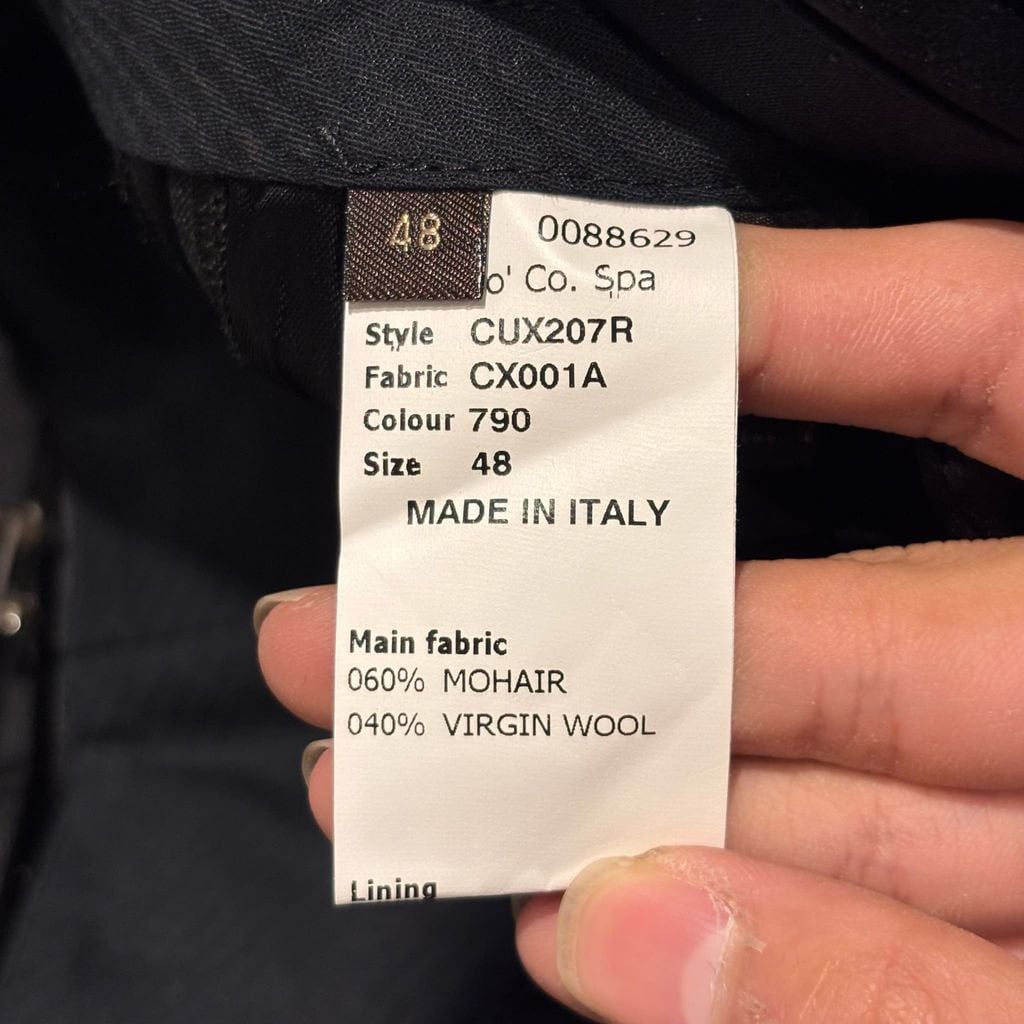 48
0088629
o' Co. Spa
Style CUX207R
Fabric CX001A
Colour 790
Size 48
MADE IN ITALY
Main fabric
060% MOHAIR
040% VIRGIN WOOL
Lining